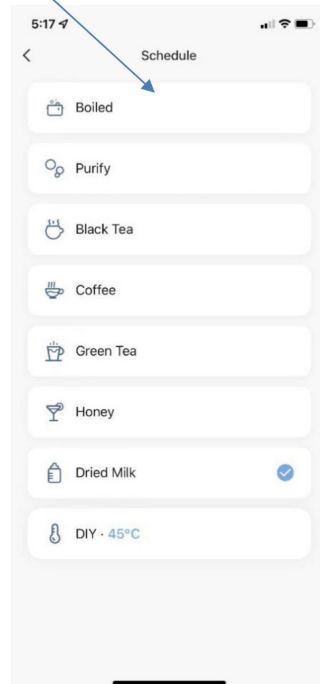 5:17
Schedule
Boiled
Purify
Black Tea
Coffee
Green Tea
Honey
Dried Milk
DIY · 45°C